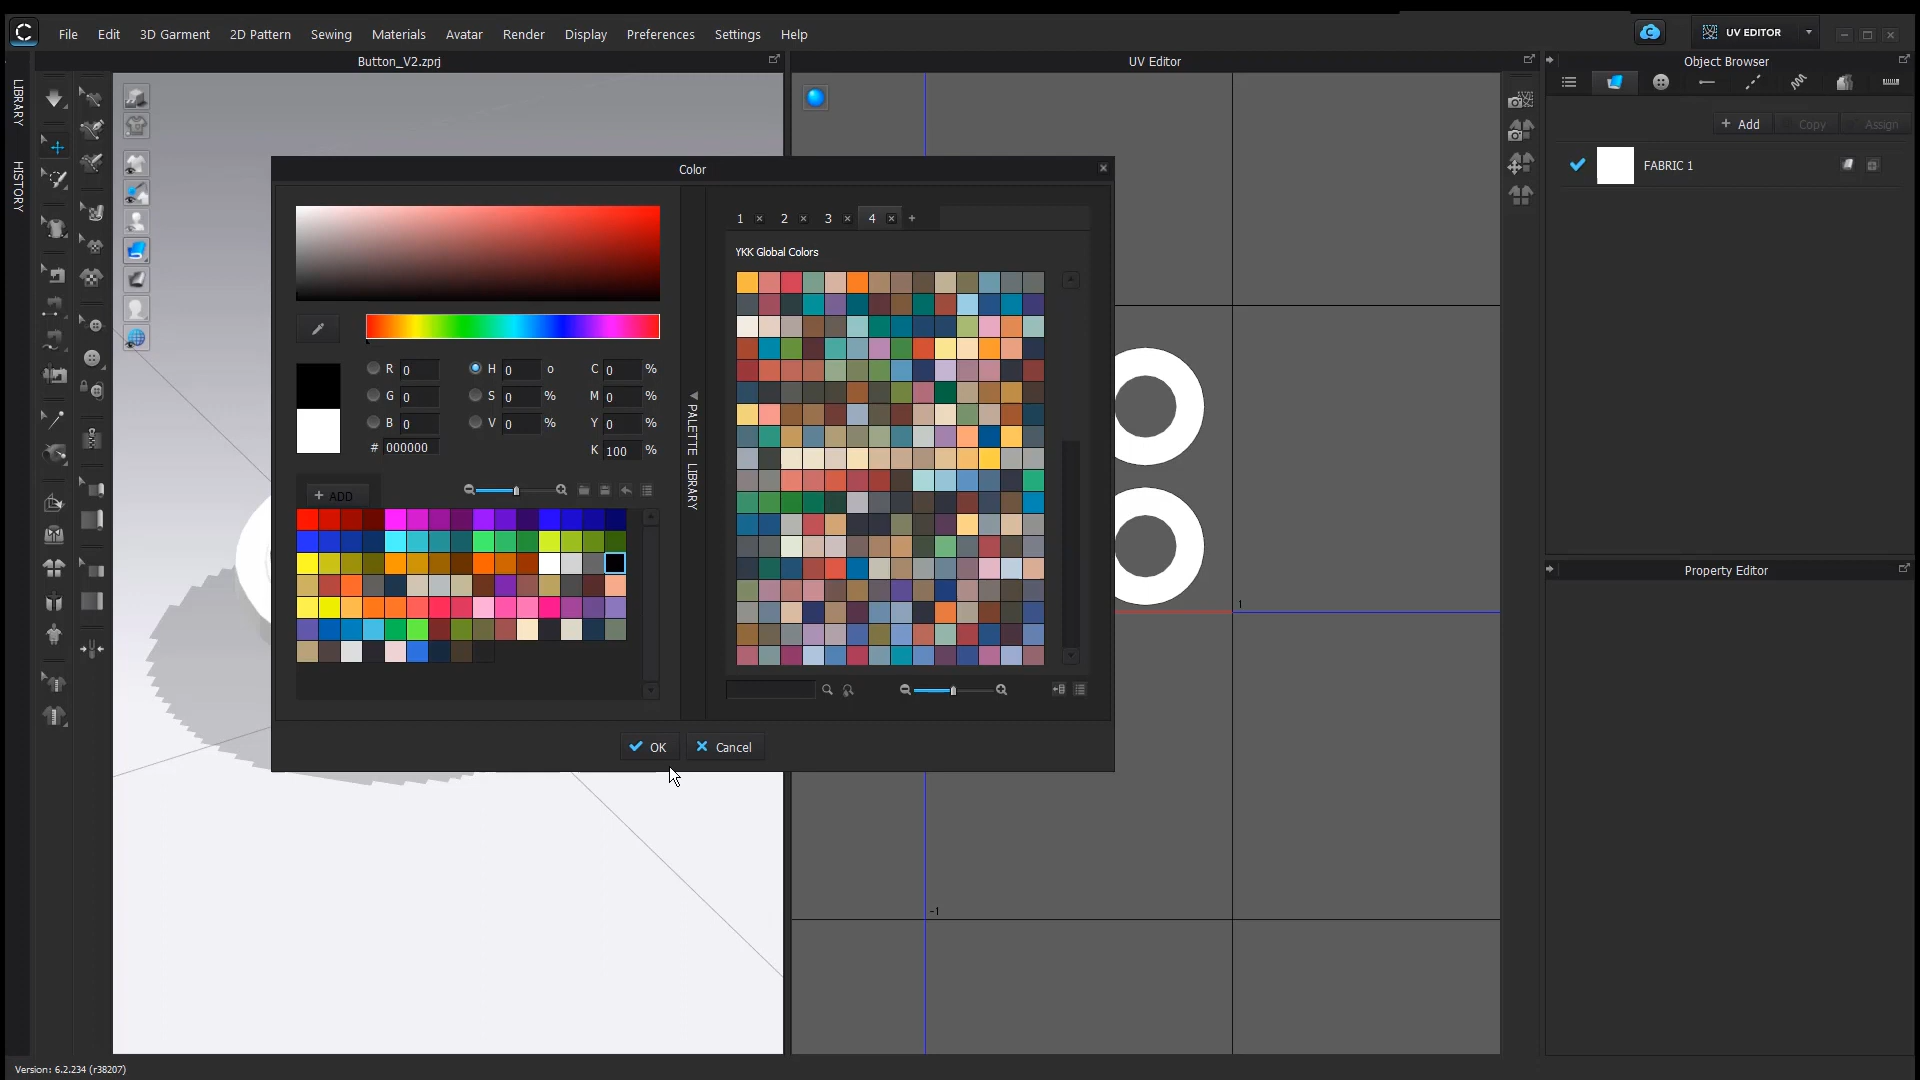 File Edit 3D Garment 2D Pattern Sewing Materials Avatar Render Display Preferences Settings Help
UV EDITOR
Button_V2.zprj
UV Editor
Object Browser
LIBRARY
HISTORY
+ Add
Copy
Assign
FABRIC 1
Color
1 × 2 × 3 × 4 × +
YKK Global Colors
R 0 H 0 o C 0 %
G 0 S 0 % M 0 %
B 0 V 0 % Y 0 %
# 000000 K 100 %
PALETTE LIBRARY
+ ADD
OK
Cancel
Property Editor
1
-1
Version: 6.2.234 (r38207)